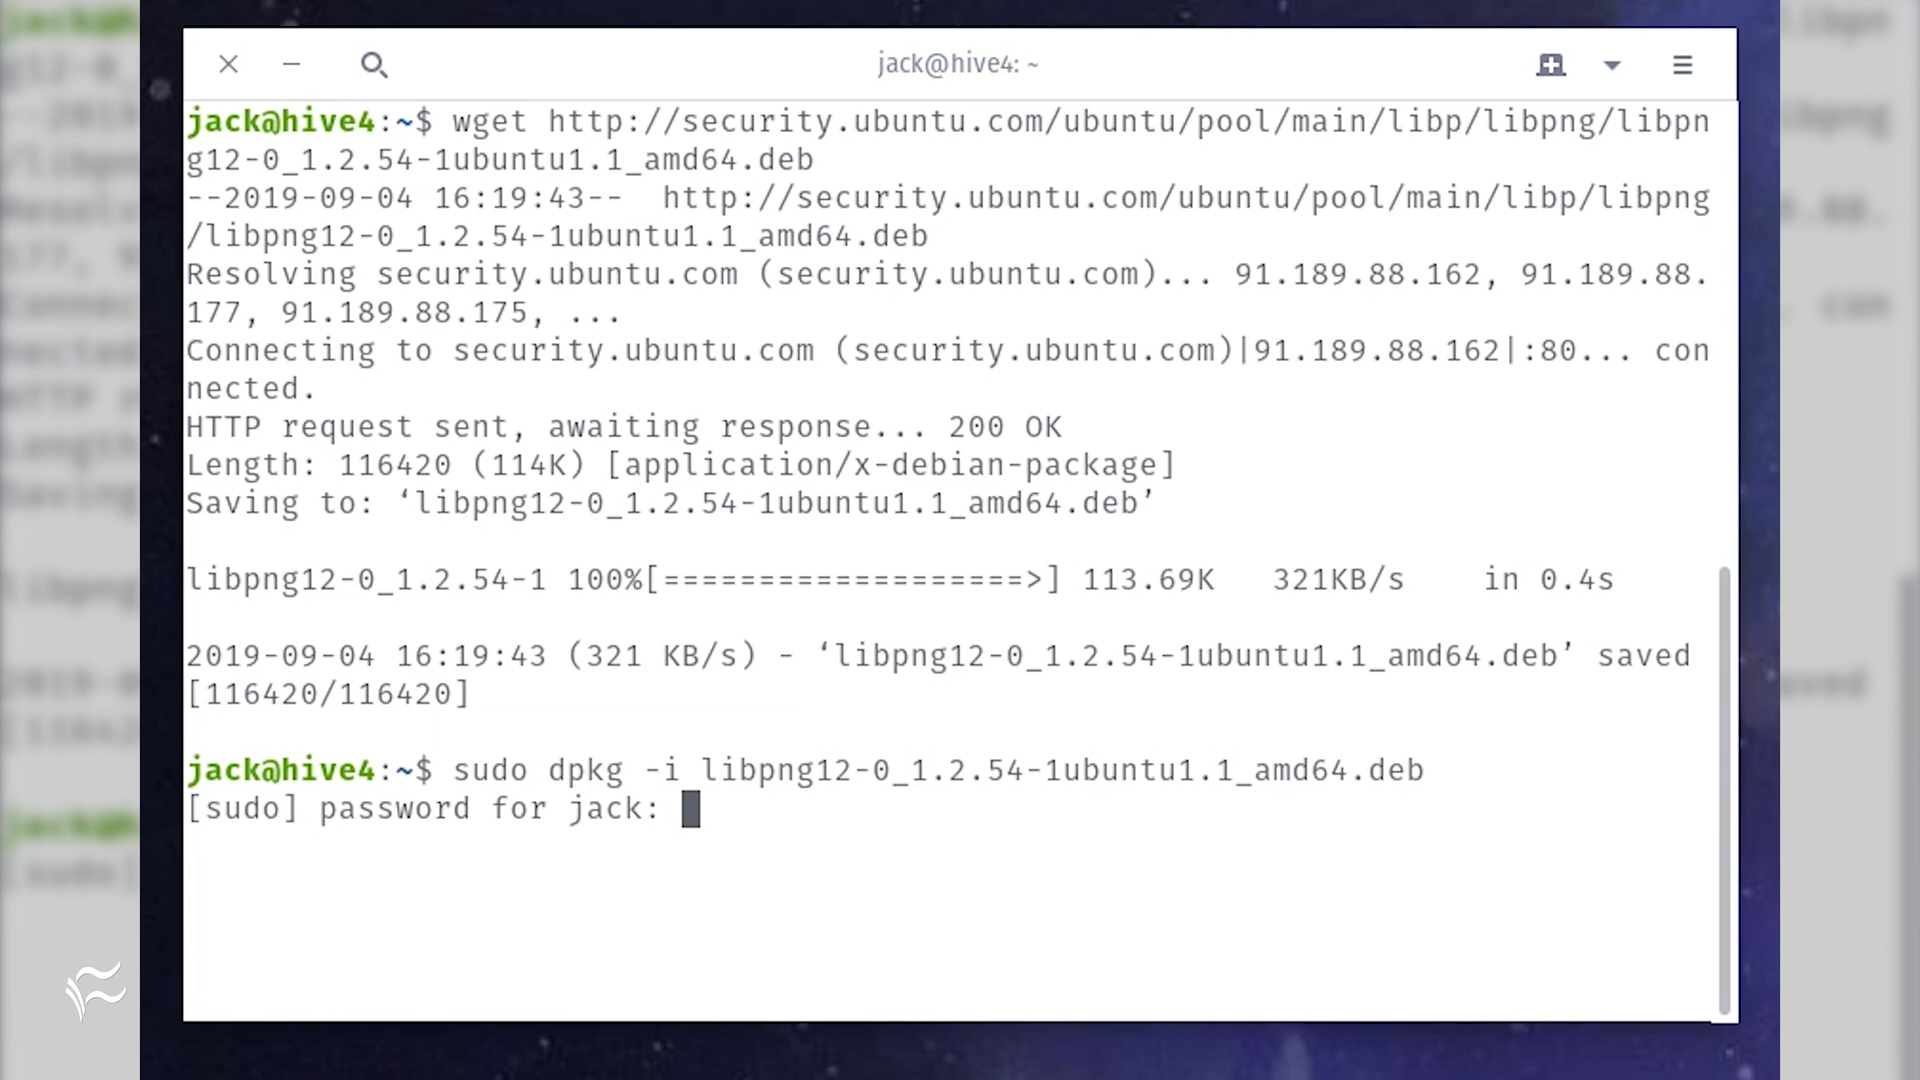 jack@hive4: ~
jack@hive4:~$ wget http://security.ubuntu.com/ubuntu/pool/main/libp/libpng/libpn
g12-0_1.2.54-1ubuntu1.1_amd64.deb
--2019-09-04 16:19:43--  http://security.ubuntu.com/ubuntu/pool/main/libp/libpng
/libpng12-0_1.2.54-1ubuntu1.1_amd64.deb
Resolving security.ubuntu.com (security.ubuntu.com)... 91.189.88.162, 91.189.88.
177, 91.189.88.175, ...
Connecting to security.ubuntu.com (security.ubuntu.com)|91.189.88.162|:80... con
nected.
HTTP request sent, awaiting response... 200 OK
Length: 116420 (114K) [application/x-debian-package]
Saving to: ‘libpng12-0_1.2.54-1ubuntu1.1_amd64.deb’
libpng12-0_1.2.54-1 100%[===================>] 113.69K   321KB/s    in 0.4s
2019-09-04 16:19:43 (321 KB/s) - ‘libpng12-0_1.2.54-1ubuntu1.1_amd64.deb’ saved
[116420/116420]
jack@hive4:~$ sudo dpkg -i libpng12-0_1.2.54-1ubuntu1.1_amd64.deb
[sudo] password for jack: